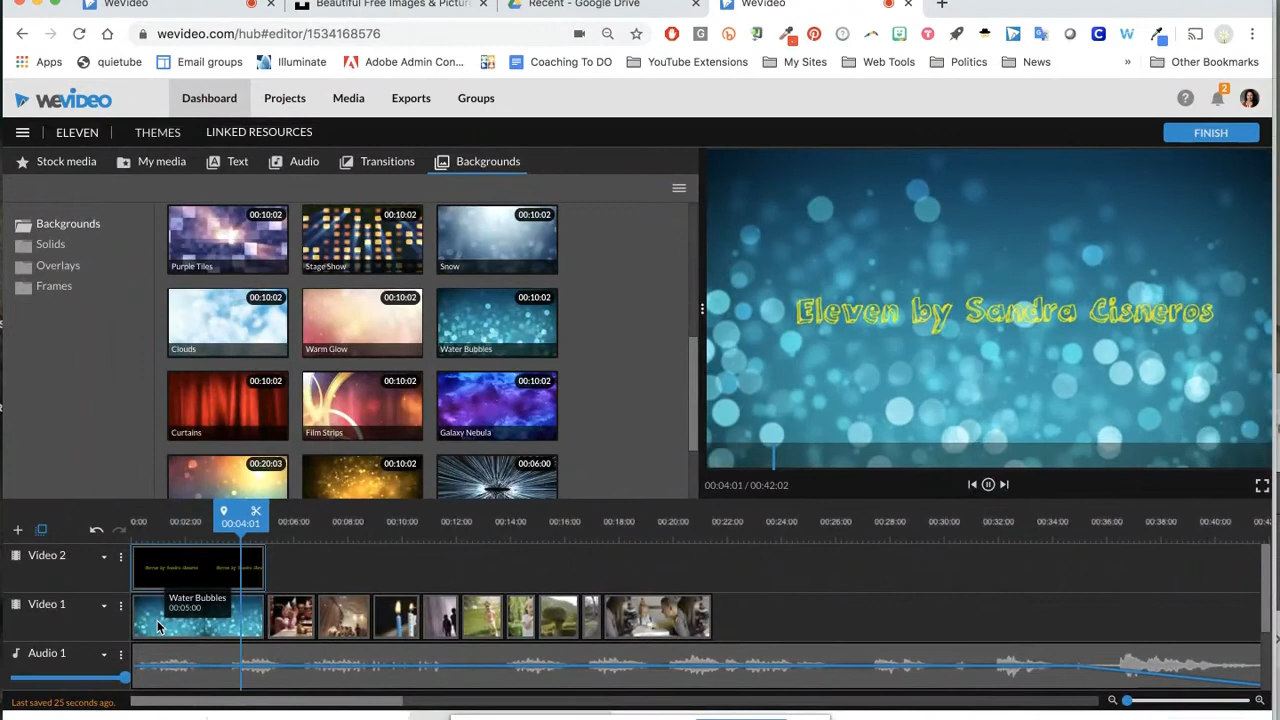 WeVideo
Beautiful Free Images & Pictur
Recent - Google Drive
WeVideo
wevideo.com/hub#editor/1534168576
Apps
quietube
Email groups
Illuminate
Adobe Admin Con...
Coaching To DO
YouTube Extensions
My Sites
Web Tools
Politics
News
»
Other Bookmarks
wevideo
Dashboard
Projects
Media
Exports
Groups
2
ELEVEN
THEMES
LINKED RESOURCES
FINISH
Stock media
My media
Text
Audio
Transitions
Backgrounds
Backgrounds
Solids
Overlays
Frames
00:10:02
Purple Tiles
00:10:02
Stage Show
00:10:02
Snow
00:10:02
Clouds
00:10:02
Warm Glow
00:10:02
Water Bubbles
00:10:02
Curtains
00:10:02
Film Strips
00:10:02
Galaxy Nebula
00:20:03
00:10:02
00:06:00
Eleven by Sandra Cisneros
00:04:01 / 00:42:02
0:00
00:02:00
00:04:01
00:06:00
00:08:00
00:10:00
00:12:00
00:14:00
00:16:00
00:18:00
00:20:00
00:22:00
00:24:00
00:26:00
00:28:00
00:30:00
00:32:00
00:34:00
00:36:00
00:38:00
00:40:00
Video 2
Video 1
Water Bubbles
00:05:00
Audio 1
Last saved 25 seconds ago.